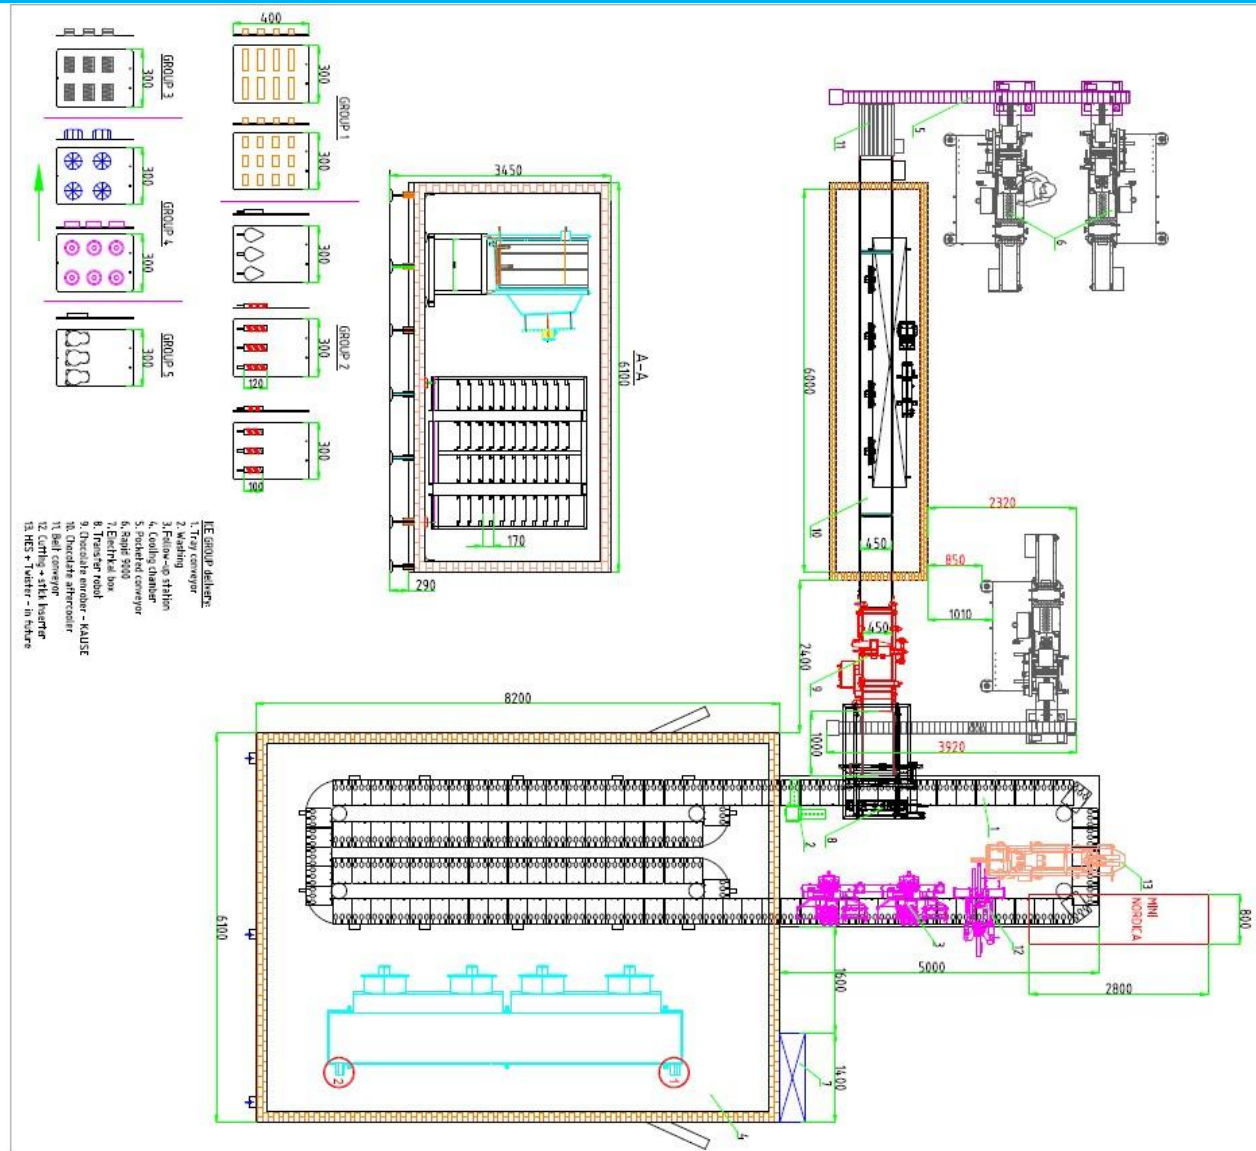 GROUP 3
300
GROUP 4
300
300
GROUP 5
300
400
GROUP 1
300
300
GROUP 2
300
300
120
300
100
GROUP
1. Tray conveyor
2. Washing
3. Follow-up station
4. Cooling chamber
5. Pocketed conveyor
6. Rapid 9000
7. Electrical box
8. Transfer robot
9. Chocolate enrober - KAUSE
10. Chocolate aftercooler
11. Belt conveyor
12. Cutting + stick inserter
13. HES + Twister - in future
A-A
3450
6100
170
290
11
5
6
6000
450
10
2320
850
1010
2400
450
9
1000
3920
8200
6100
2
8
1
13
3
12
MINI
NORDICA
800
2800
5000
1600
1400
7
4
2
1